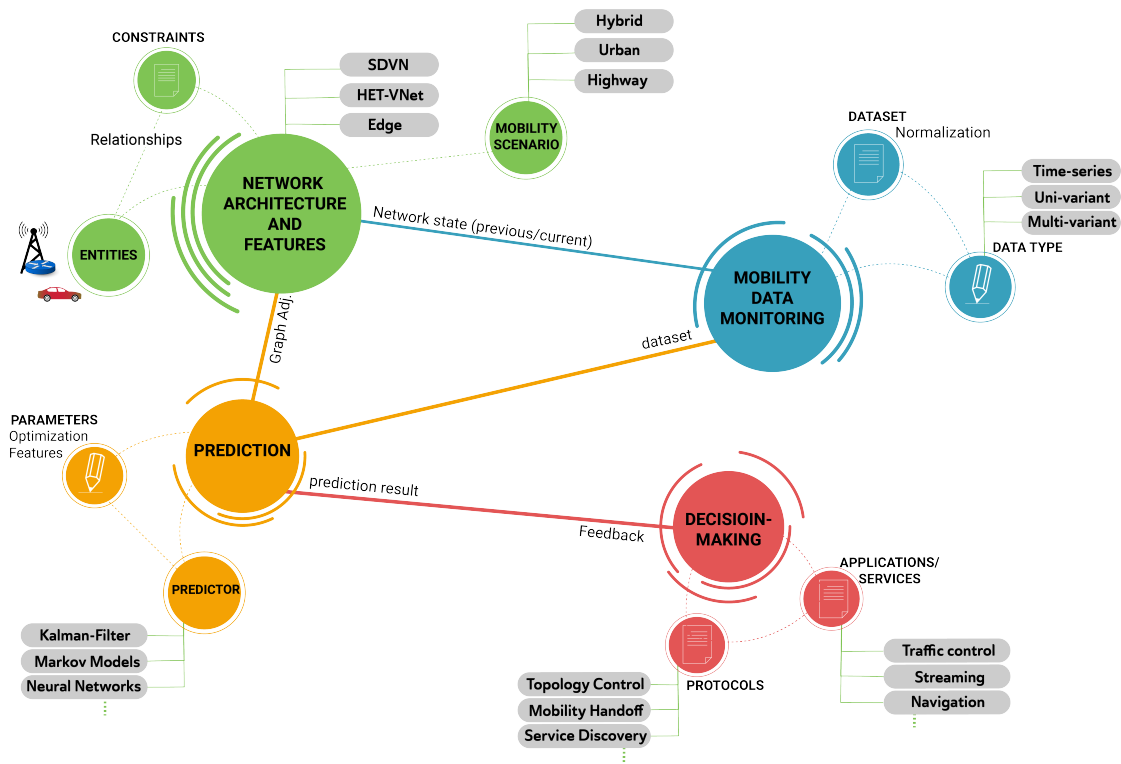 CONSTRAINTS
Relationships
ENTITIES
NETWORK
ARCHITECTURE
AND
FEATURES
SDVN
HET-VNet
Edge
Hybrid
Urban
Highway
MOBILITY
SCENARIO
DATASET
Normalization
Time-series
Uni-variant
Multi-variant
DATA TYPE
Network state (previous/current)
MOBILITY
DATA
MONITORING
Graph Adj.
dataset
PARAMETERS
Optimization
Features
PREDICTION
prediction result
Feedback
PREDICTOR
Kalman-Filter
Markov Models
Neural Networks
DECISIOIN-
MAKING
APPLICATIONS/
SERVICES
Traffic control
Streaming
Navigation
PROTOCOLS
Topology Control
Mobility Handoff
Service Discovery